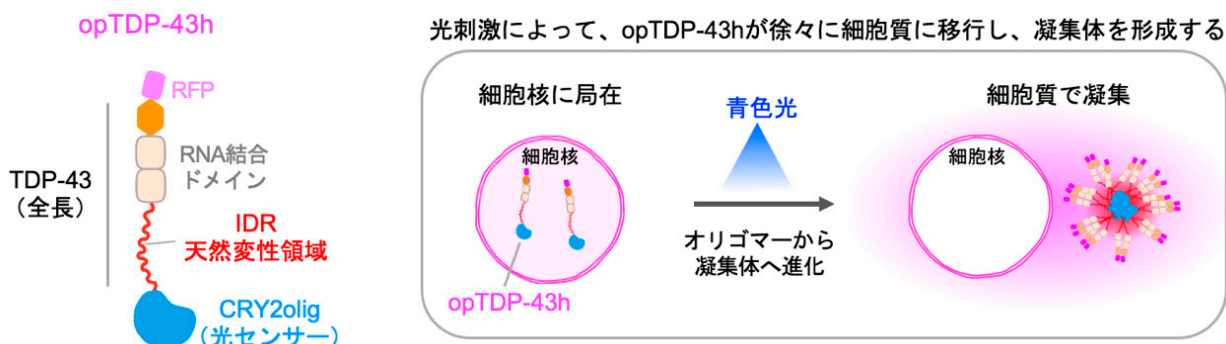 opTDP-43h
RFP
RNA結合
ドメイン
TDP-43
（全長）
IDR
天然変性領域
CRY2olig
（光センサー）
光刺激によって、opTDP-43hが徐々に細胞質に移行し、凝集体を形成する
細胞核に局在
細胞核
opTDP-43h
青色光
オリゴマーから
凝集体へ進化
細胞質で凝集
細胞核